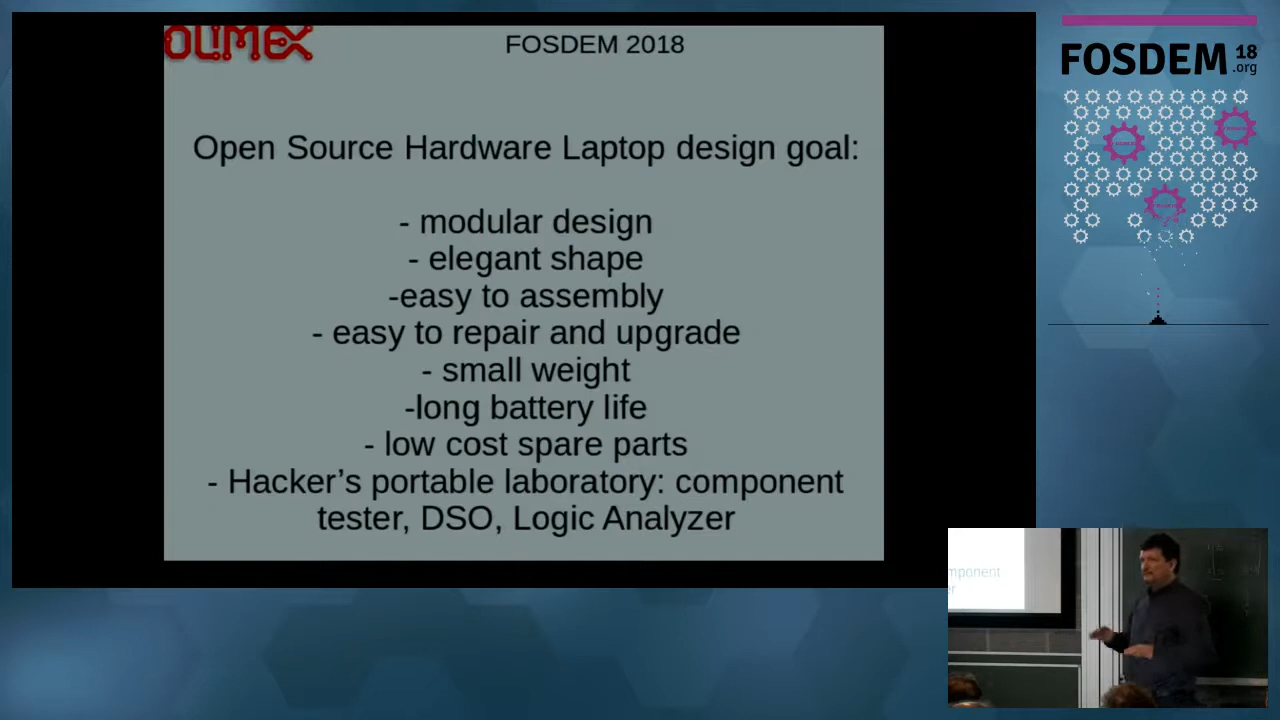 OLIMEX
FOSDEM 2018
Open Source Hardware Laptop design goal:
- modular design
- elegant shape
-easy to assembly
- easy to repair and upgrade
- small weight
-long battery life
- low cost spare parts
- Hacker’s portable laboratory: component
tester, DSO, Logic Analyzer
FOSDEM 18
.org
mponent